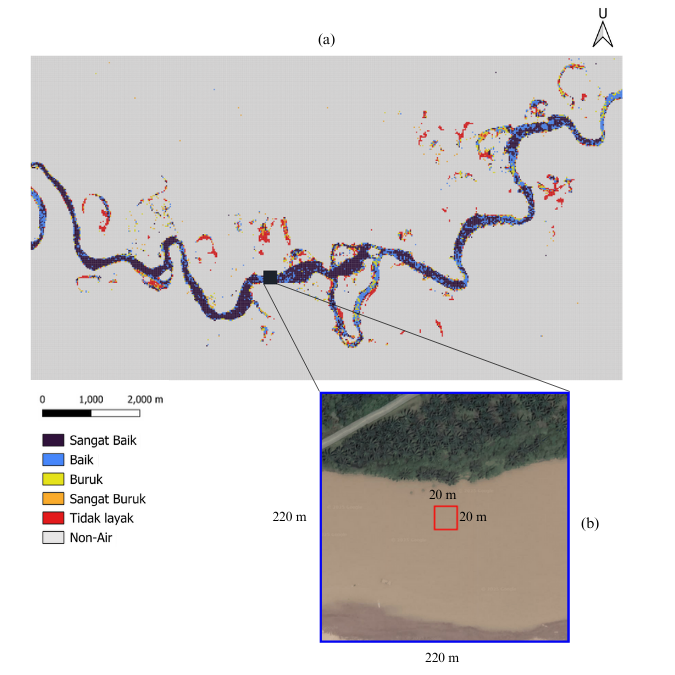 U
(a)
0 1,000 2,000 m
Sangat Baik
Baik
Buruk
Sangat Buruk
Tidak layak
Non-Air
20 m
20 m
220 m
(b)
220 m